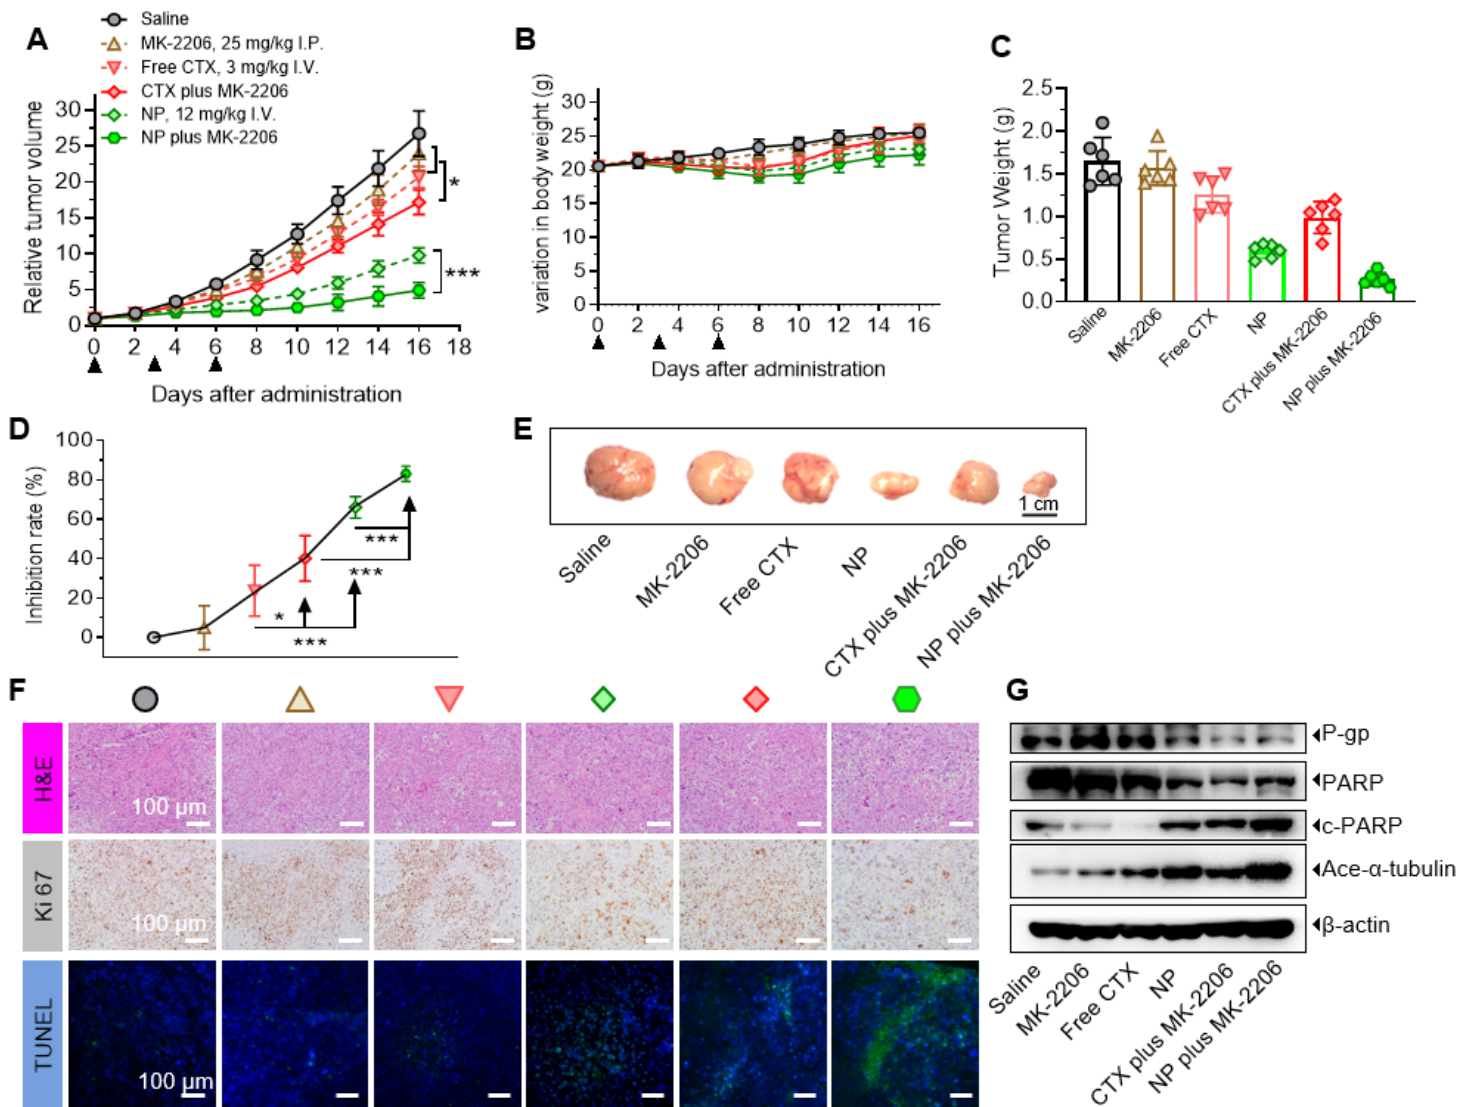 A
Saline
MK-2206, 25 mg/kg I.P.
Free CTX, 3 mg/kg I.V.
CTX plus MK-2206
NP, 12 mg/kg I.V.
NP plus MK-2206
Relative tumor volume
30
25
20
15
10
5
0
0 2 4 6 8 10 12 14 16 18
*
***
Days after administration
B
variation in body weight (g)
30
25
20
15
10
5
0
0 2 4 6 8 10 12 14 16
Days after administration
C
Tumor Weight (g)
2.5
2.0
1.5
1.0
0.5
0.0
Saline
MK-2206
Free CTX
NP
CTX plus MK-2206
NP plus MK-2206
D
Inhibition rate (%)
100
80
60
40
20
0
***
***
*
***
E
1 cm
Saline
MK-2206
Free CTX
NP
CTX plus MK-2206
NP plus MK-2206
F
H&E
100 μm
Ki 67
100 μm
TUNEL
100 μm
G
P-gp
PARP
c-PARP
Ace-α-tubulin
β-actin
Saline
MK-2206
Free CTX
NP
CTX plus MK-2206
NP plus MK-2206